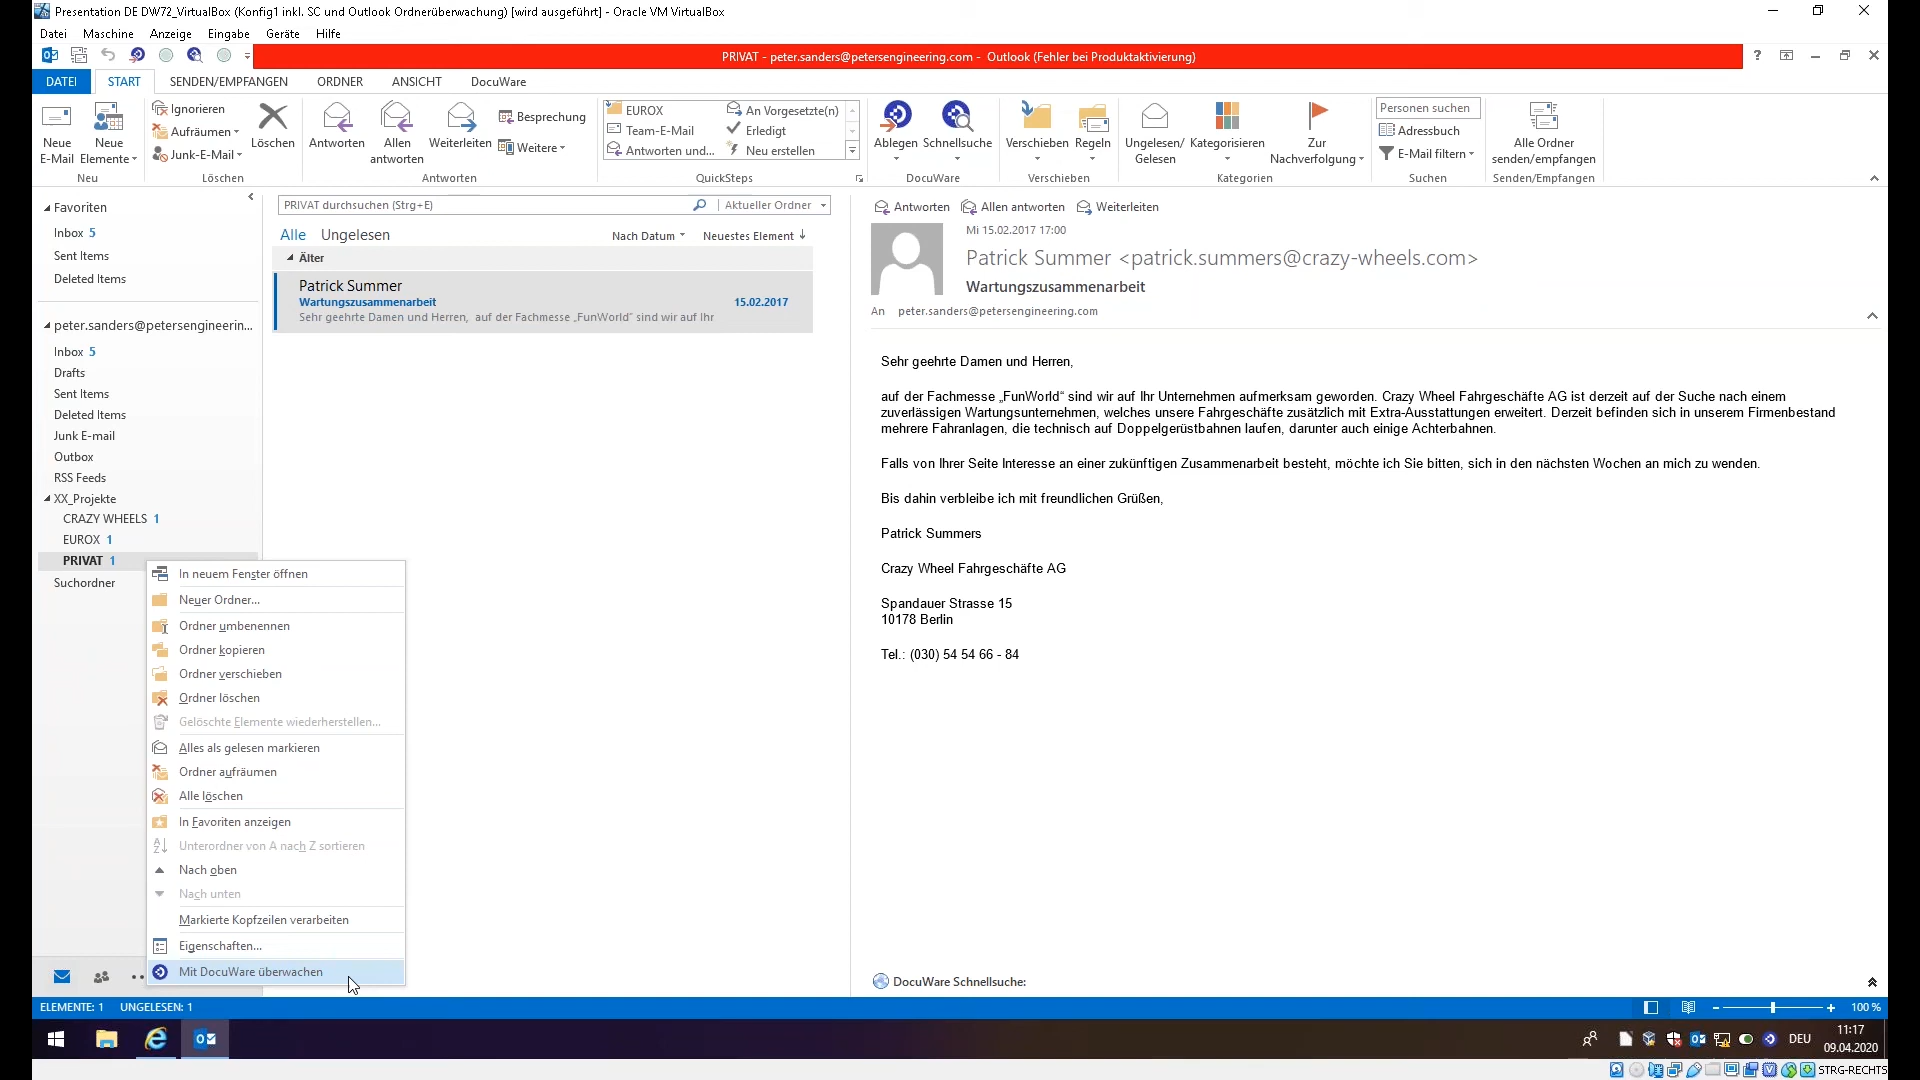 Presentation DE DW72_VirtualBox (Konfig1 inkl. SC und Outlook Ordnerüberwachung) [wird ausgeführt] - Oracle VM VirtualBox
Datei Maschine Anzeige Eingabe Geräte Hilfe
PRIVAT - peter.sanders@petersengineering.com - Outlook (Fehler bei Produktaktivierung)
DATEI START SENDEN/EMPFANGEN ORDNER ANSICHT DocuWare
Neue E-Mail
Neue Elemente
Neu
Ignorieren
Aufräumen
Junk-E-Mail
Löschen
Löschen
Antworten
Allen antworten
Weiterleiten
Besprechung
Weitere
Antworten
EUROX
Team-E-Mail
Antworten und...
An Vorgesetzte(n)
Erledigt
Neu erstellen
QuickSteps
Ablegen
Schnellsuche
DocuWare
Verschieben
Regeln
Verschieben
Ungelesen/ Gelesen
Kategorisieren
Zur Nachverfolgung
Kategorien
Personen suchen
Adressbuch
E-Mail filtern
Suchen
Alle Ordner senden/empfangen
Senden/Empfangen
Favoriten
Inbox 5
Sent Items
Deleted Items
peter.sanders@petersengineerin...
Inbox 5
Drafts
Sent Items
Deleted Items
Junk E-mail
Outbox
RSS Feeds
XX_Projekte
CRAZY WHEELS 1
EUROX 1
PRIVAT 1
Suchordner
In neuem Fenster öffnen
Neuer Ordner...
Ordner umbenennen
Ordner kopieren
Ordner verschieben
Ordner löschen
Gelöschte Elemente wiederherstellen...
Alles als gelesen markieren
Ordner aufräumen
Alle löschen
In Favoriten anzeigen
Unterordner von A nach Z sortieren
Nach oben
Nach unten
Markierte Kopfzeilen verarbeiten
Eigenschaften...
Mit DocuWare überwachen
PRIVAT durchsuchen (Strg+E) Aktueller Ordner
Alle Ungelesen Nach Datum Neuestes Element
Älter
Patrick Summer
Wartungszusammenarbeit 15.02.2017
Sehr geehrte Damen und Herren, auf der Fachmesse „FunWorld“ sind wir auf Ihr
Antworten Allen antworten Weiterleiten
Mi 15.02.2017 17:00
Patrick Summer <patrick.summers@crazy-wheels.com>
Wartungszusammenarbeit
An peter.sanders@petersengineering.com
Sehr geehrte Damen und Herren,
auf der Fachmesse „FunWorld“ sind wir auf Ihr Unternehmen aufmerksam geworden. Crazy Wheel Fahrgeschäfte AG ist derzeit auf der Suche nach einem
zuverlässigen Wartungsunternehmen, welches unsere Fahrgeschäfte zusätzlich mit Extra-Ausstattungen erweitert. Derzeit befinden sich in unserem Firmenbestand
mehrere Fahranlagen, die technisch auf Doppelgerüstbahnen laufen, darunter auch einige Achterbahnen.
Falls von Ihrer Seite Interesse an einer zukünftigen Zusammenarbeit besteht, möchte ich Sie bitten, sich in den nächsten Wochen an mich zu wenden.
Bis dahin verbleibe ich mit freundlichen Grüßen,
Patrick Summers
Crazy Wheel Fahrgeschäfte AG
Spandauer Strasse 15
10178 Berlin
Tel.: (030) 54 54 66 - 84
DocuWare Schnellsuche:
ELEMENTE: 1 UNGELESEN: 1 100 %
DEU 11:17
09.04.2020
STRG-RECHTS